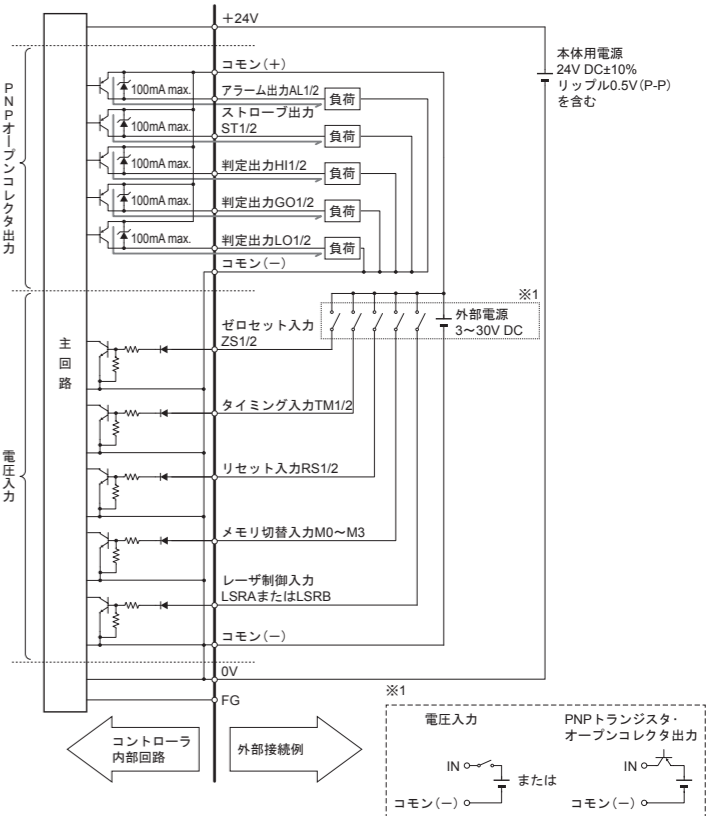 +24V
本体用電源
24V DC±10%
リップル0.5V(P-P)
を含む
PNPオープンコレクタ出力
コモン(+)
100mA max.
アラーム出力AL1/2
負荷
ストローブ出力
ST1/2
100mA max.
負荷
100mA max.
判定出力HI1/2
負荷
100mA max.
判定出力GO1/2
負荷
100mA max.
判定出力LO1/2
負荷
コモン(-)
主回路
電圧入力
※1
外部電源
3~30V DC
ゼロセット入力
ZS1/2
タイミング入力TM1/2
リセット入力RS1/2
メモリ切替入力M0~M3
レーザ制御入力
LSRAまたはLSRB
コモン(-)
0V
FG
コントローラ
内部回路
外部接続例
※1
電圧入力
IN
コモン(-)
または
PNPトランジスタ・
オープンコレクタ出力
IN
コモン(-)